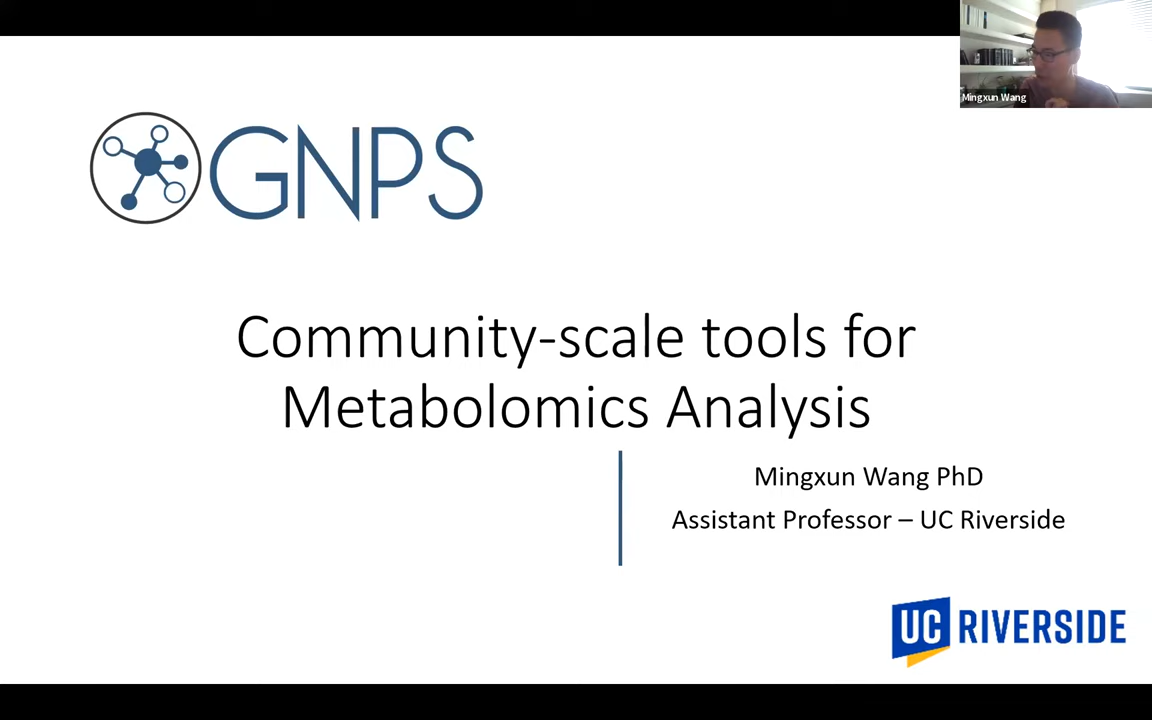 Mingxun Wang
GNPS
Community-scale tools for
Metabolomics Analysis
Mingxun Wang PhD
Assistant Professor – UC Riverside
UC RIVERSIDE